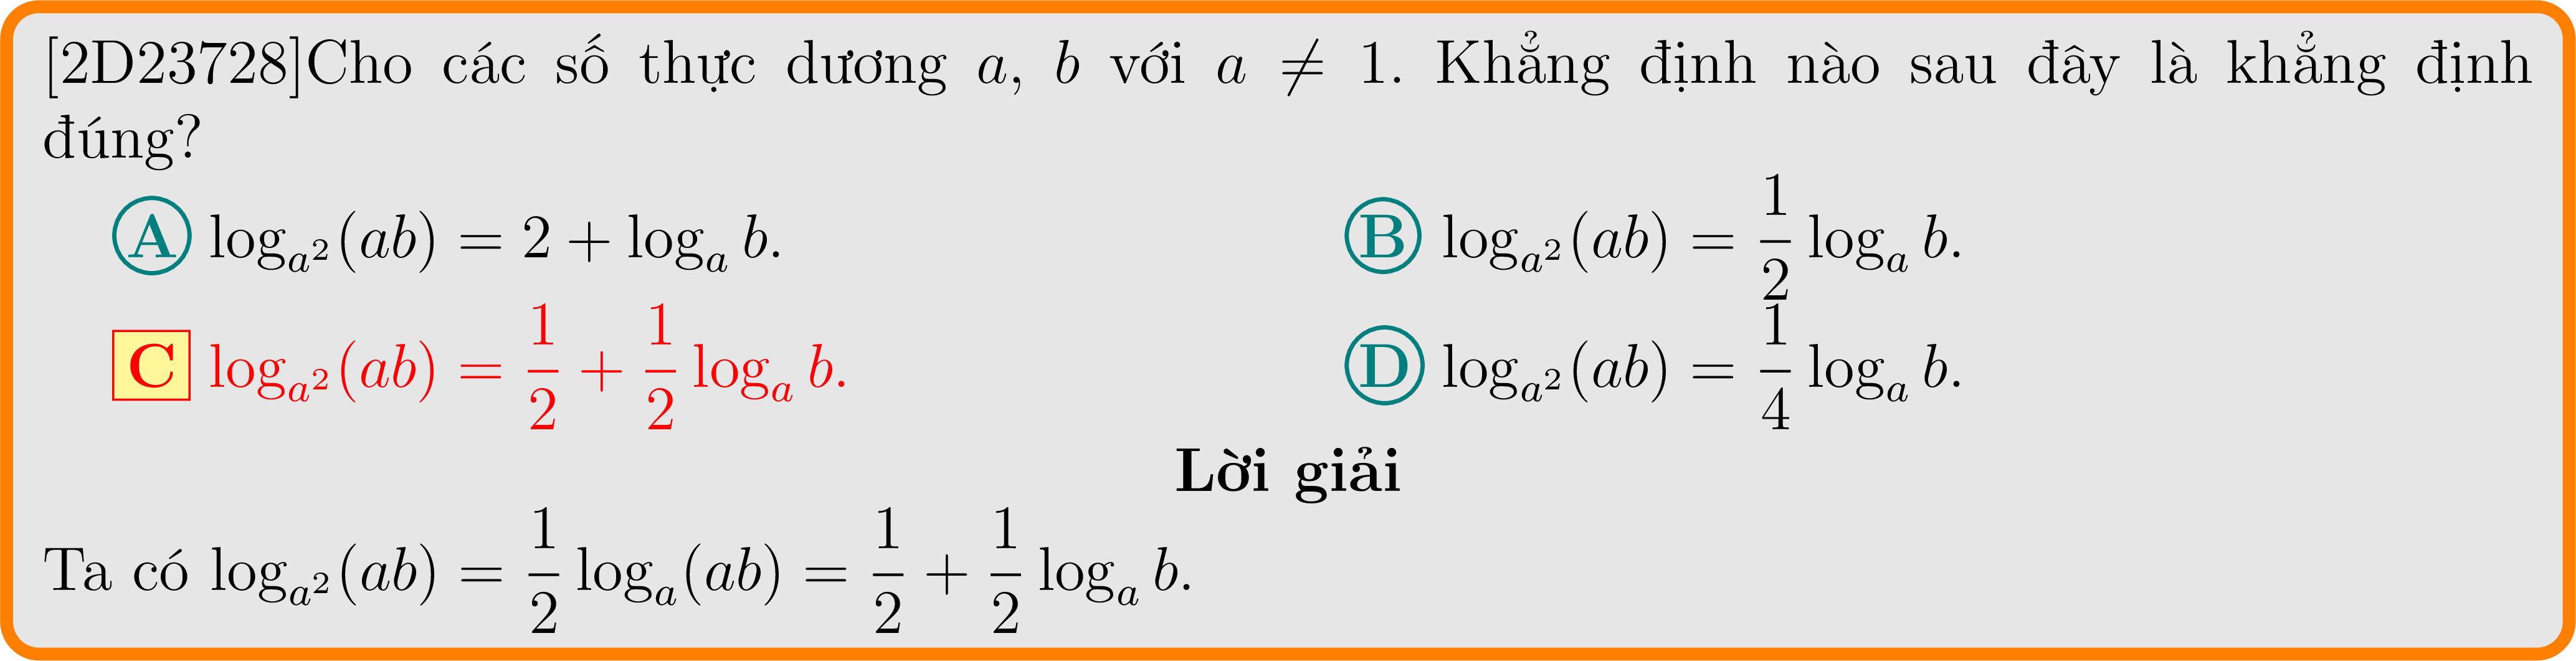 [2D23728]Cho các số thực dương a, b với a ≠ 1. Khẳng định nào sau đây là khẳng định
đúng?
A log_{a^2}(ab) = 2 + log_a b. B log_{a^2}(ab) = \frac{1}{2} log_a b.
C log_{a^2}(ab) = \frac{1}{2} + \frac{1}{2} log_a b. D log_{a^2}(ab) = \frac{1}{4} log_a b.
Lời giải
Ta có log_{a^2}(ab) = \frac{1}{2} log_a(ab) = \frac{1}{2} + \frac{1}{2} log_a b.